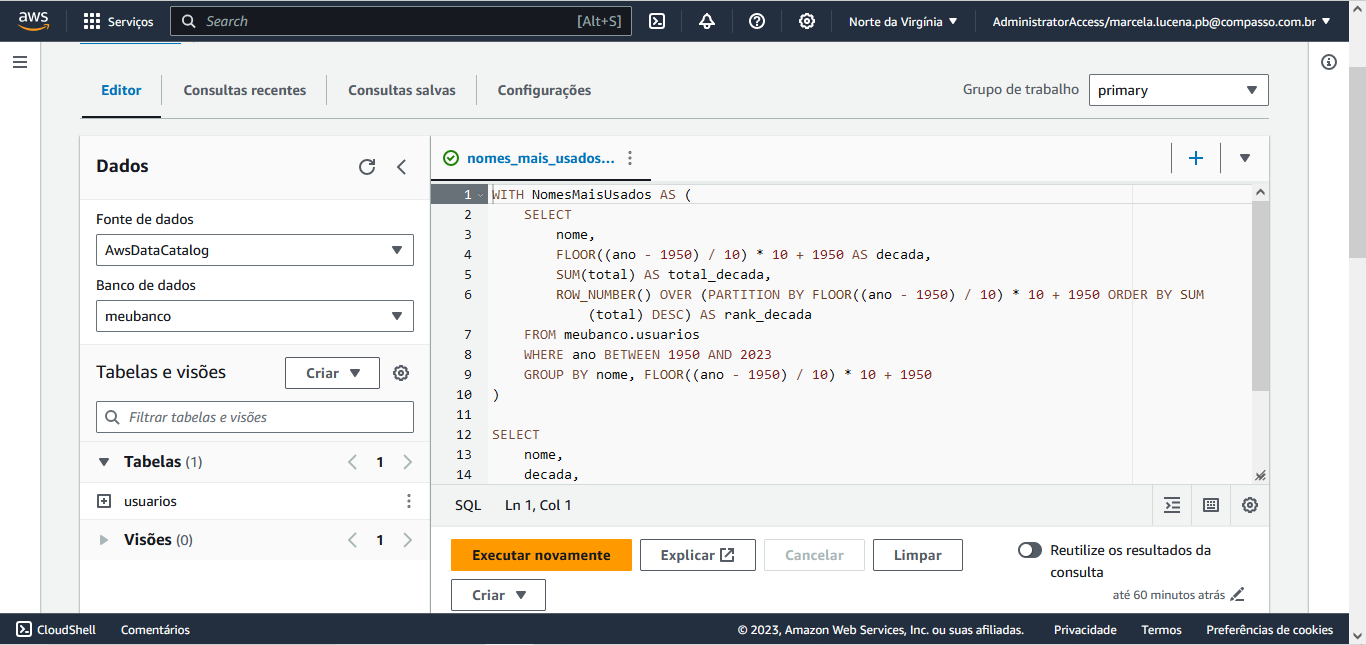 aws
Serviços
Search [Alt+S]
Norte da Virgínia
AdministratorAccess/marcela.lucena.pb@compasso.com.br
Editor
Consultas recentes
Consultas salvas
Configurações
Grupo de trabalho
primary
Dados
Fonte de dados
AwsDataCatalog
Banco de dados
meubanco
Tabelas e visões
Criar
Filtrar tabelas e visões
Tabelas (1)
1
usuarios
Visões (0)
1
nomes_mais_usados...
1 WITH NomesMaisUsados AS (
2 SELECT
3 nome,
4 FLOOR((ano - 1950) / 10) * 10 + 1950 AS decada,
5 SUM(total) AS total_decada,
6 ROW_NUMBER() OVER (PARTITION BY FLOOR((ano - 1950) / 10) * 10 + 1950 ORDER BY SUM
(total) DESC) AS rank_decada
7 FROM meubanco.usuarios
8 WHERE ano BETWEEN 1950 AND 2023
9 GROUP BY nome, FLOOR((ano - 1950) / 10) * 10 + 1950
10 )
11
12 SELECT
13 nome,
14 decada,
SQL Ln 1, Col 1
Executar novamente
Explicar
Cancelar
Limpar
Criar
Reutilize os resultados da
consulta
até 60 minutos atrás
CloudShell
Comentários
© 2023, Amazon Web Services, Inc. ou suas afiliadas.
Privacidade
Termos
Preferências de cookies